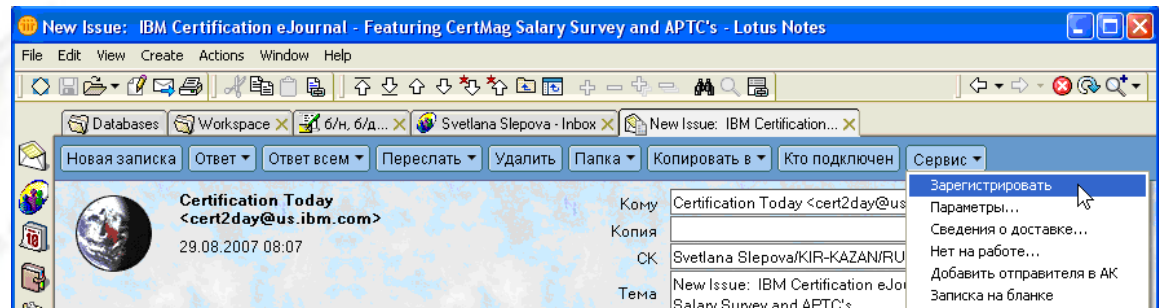 New Issue: IBM Certification eJournal - Featuring CertMag Salary Survey and APTC's - Lotus Notes
File Edit View Create Actions Window Help
Databases Workspace б/н, б/д... Svetlana Slepova - Inbox New Issue: IBM Certification...
Новая записка Ответ Ответ всем Переслать Удалить Папка Копировать в Кто подключен Сервис
Зарегистрировать
Параметры...
Сведения о доставке...
Нет на работе...
Добавить отправителя в АК
Записка на бланке
Certification Today
<cert2day@us.ibm.com>
29.08.2007 08:07
Кому Certification Today <cert2day@us
Копия
СК Svetlana Slepova/KIR-KAZAN/RU
Тема New Issue: IBM Certification eJou
Salary Survey and APTC's